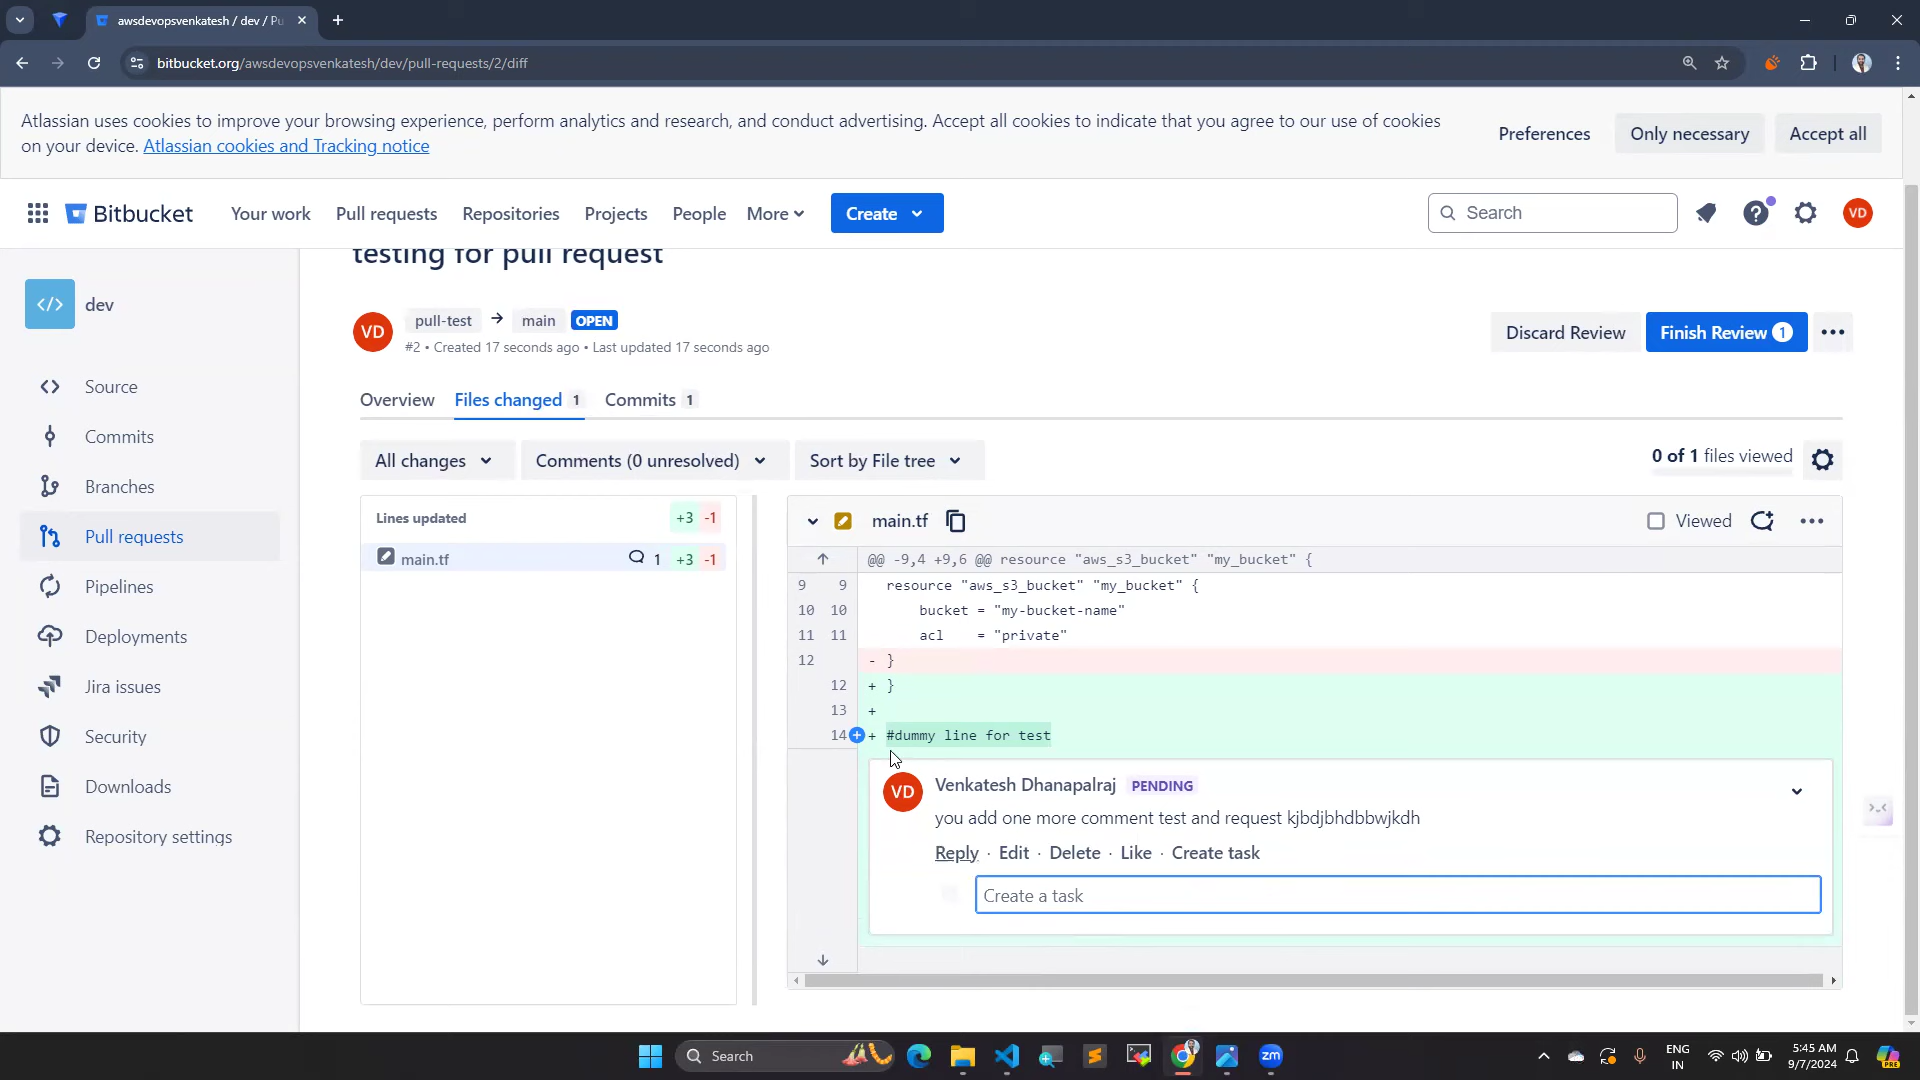 awsdevopsvenkatesh / dev / Pu
bitbucket.org/awsdevopsvenkatesh/dev/pull-requests/2/diff
Atlassian uses cookies to improve your browsing experience, perform analytics and research, and conduct advertising. Accept all cookies to indicate that you agree to our use of cookies
on your device. Atlassian cookies and Tracking notice
Preferences
Only necessary
Accept all
Bitbucket
Your work
Pull requests
Repositories
Projects
People
More
Create
Search
VD
dev
Source
Commits
Branches
Pull requests
Pipelines
Deployments
Jira issues
Security
Downloads
Repository settings
testing for pull request
VD
pull-test → main OPEN
#2 • Created 17 seconds ago • Last updated 17 seconds ago
Discard Review
Finish Review 1
Overview
Files changed 1
Commits 1
All changes
Comments (0 unresolved)
Sort by File tree
0 of 1 files viewed
Lines updated +3 -1
main.tf 1 +3 -1
main.tf
Viewed
@@ -9,4 +9,6 @@ resource "aws_s3_bucket" "my_bucket" {
9 9 resource "aws_s3_bucket" "my_bucket" {
10 10 bucket = "my-bucket-name"
11 11 acl = "private"
12 - }
12 + }
13 +
14 + #dummy line for test
VD
Venkatesh Dhanapalraj PENDING
you add one more comment test and request kjbdjbhdbbwjkdh
Reply · Edit · Delete · Like · Create task
Create a task
Search
zm
ENG
IN
5:45 AM
9/7/2024
PRE